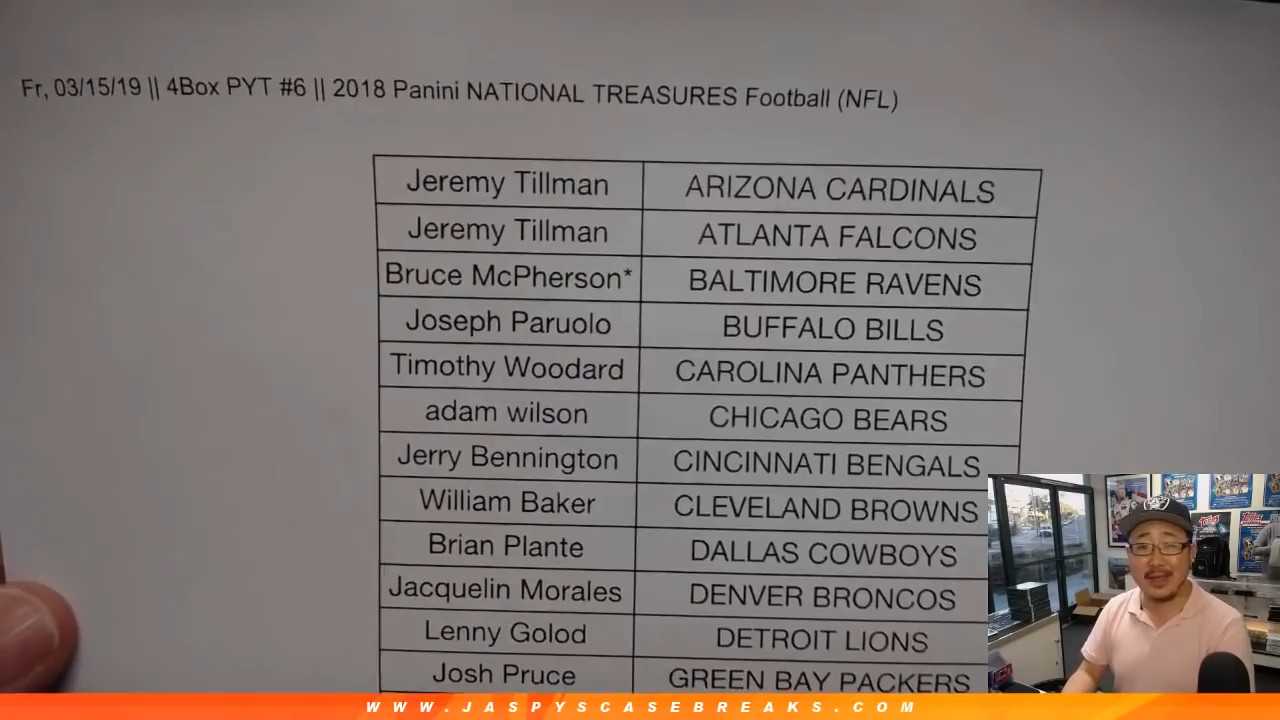 Fr, 03/15/19 || 4Box PYT #6 || 2018 Panini NATIONAL TREASURES Football (NFL)
Jeremy Tillman ARIZONA CARDINALS
Jeremy Tillman ATLANTA FALCONS
Bruce McPherson* BALTIMORE RAVENS
Joseph Paruolo BUFFALO BILLS
Timothy Woodard CAROLINA PANTHERS
adam wilson CHICAGO BEARS
Jerry Bennington CINCINNATI BENGALS
William Baker CLEVELAND BROWNS
Brian Plante DALLAS COWBOYS
Jacquelin Morales DENVER BRONCOS
Lenny Golod DETROIT LIONS
Josh Pruce GREEN BAY PACKERS
Topps
WWW.JASPYSCASEBREAKS.COM